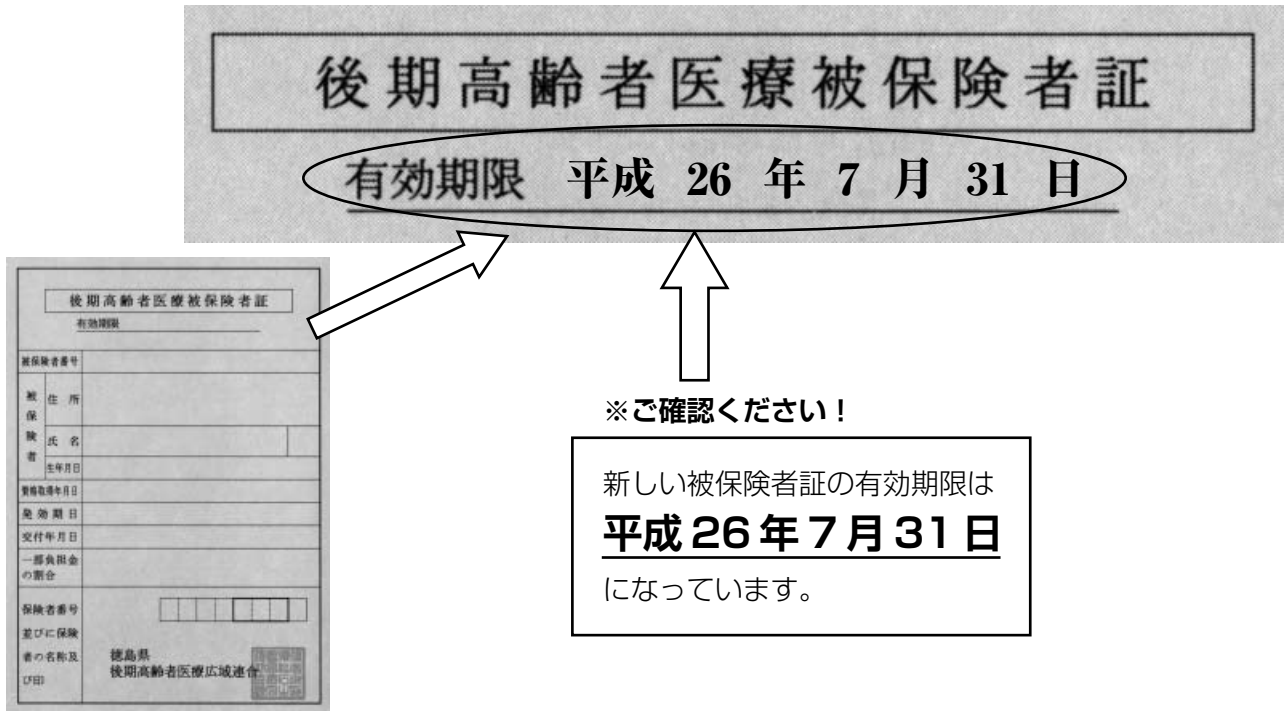 後期高齢者医療被保険者証
有効期限 平成 26 年 7 月 31 日
後期高齢者医療被保険者証
有効期限
被保険者番号
被保険者
住所
氏名
生年月日
資格取得年月日
発効期日
交付年月日
一部負担金
の割合
保険者番号
並びに保険
者の名称及
び印
徳島県
後期高齢者医療広域連合
※ご確認ください！
新しい被保険者証の有効期限は
平成26年7月31日
になっています。